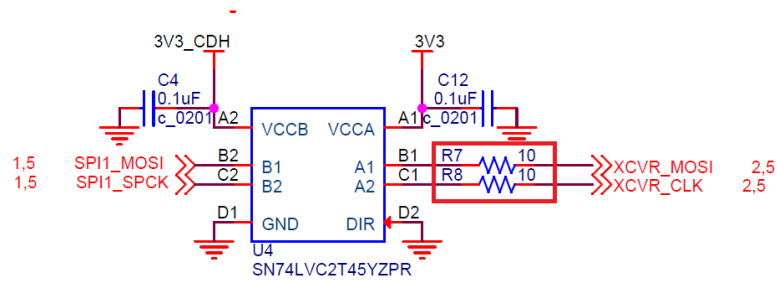 3V3_CDH 3V3
C4 C12
0.1uF 0.1uF
c_0201 A2 A1 c_0201
VCCB VCCA
1,5 SPI1_MOSI B2 B1 A1 B1 R7 10 XCVR_MOSI 2,5
1,5 SPI1_SPCK C2 B2 A2 C1 R8 10 XCVR_CLK 2,5
D1 GND DIR D2
U4
SN74LVC2T45YZPR